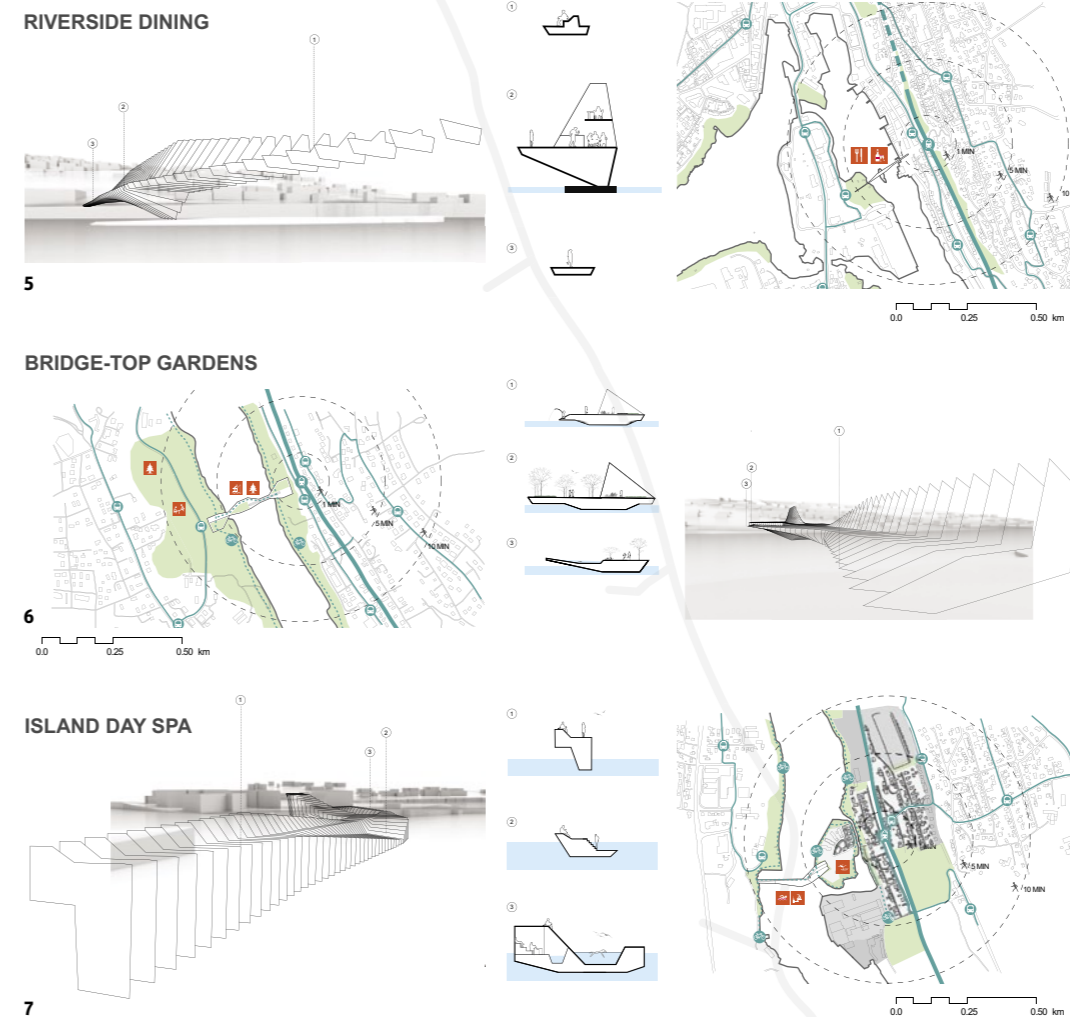 RIVERSIDE DINING
1
2
3
1
2
3
1 MIN
5 MIN
10
5
0.0 0.25 0.50 km
BRIDGE-TOP GARDENS
1 MIN
5 MIN
10 MIN
6
0.0 0.25 0.50 km
1
2
3
1
2
3
ISLAND DAY SPA
1
2
3
1
2
3
5 MIN
10 MIN
7
0.0 0.25 0.50 km